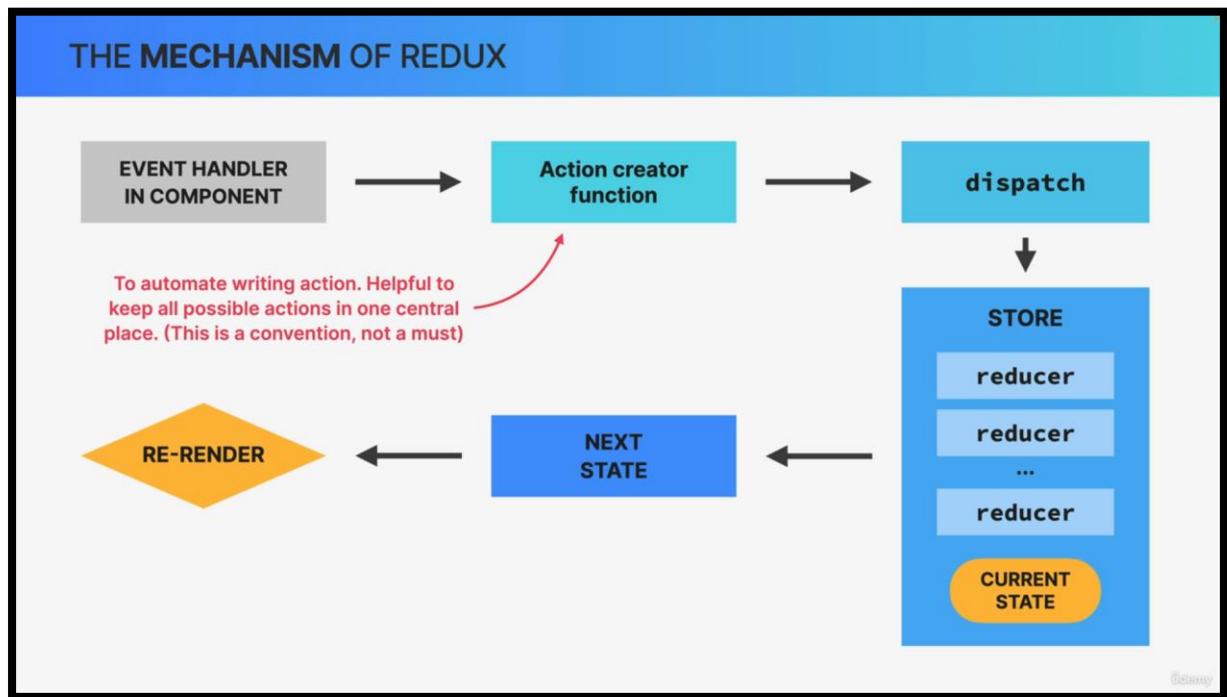 THE MECHANISM OF REDUX
EVENT HANDLER
IN COMPONENT
Action creator
function
dispatch
To automate writing action. Helpful to
keep all possible actions in one central
place. (This is a convention, not a must)
STORE
reducer
reducer
...
reducer
CURRENT
STATE
NEXT
STATE
RE-RENDER
ûdemy